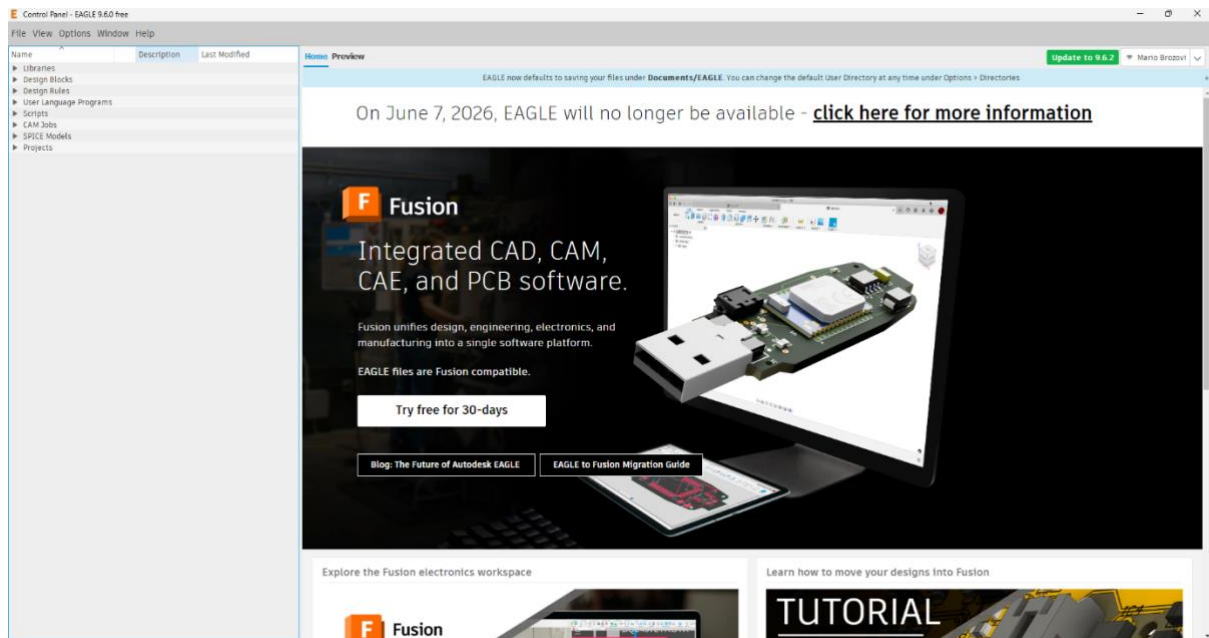 Control Panel - EAGLE 9.6.0 free
File View Options Window Help
Name Description Last Modified
Libraries
Design Blocks
Design Rules
User Language Programs
Scripts
CAM Jobs
SPICE Models
Projects
Home Preview
Update to 9.6.2
Mario Brozovi
EAGLE now defaults to saving your files under Documents/EAGLE. You can change the default User Directory at any time under Options > Directories
On June 7, 2026, EAGLE will no longer be available - click here for more information
F Fusion
Integrated CAD, CAM,
CAE, and PCB software.
Fusion unifies design, engineering, electronics, and
manufacturing into a single software platform.
EAGLE files are Fusion compatible.
Try free for 30-days
Blog: The Future of Autodesk EAGLE
EAGLE to Fusion Migration Guide
Explore the Fusion electronics workspace
Learn how to move your designs into Fusion
F Fusion
TUTORIAL